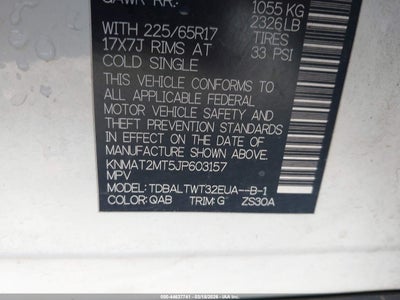 GAWR RR:
1055 KG
2326 LB
WITH 225/65R17 TIRES
17X7J RIMS AT 33 PSI
COLD SINGLE
THIS VEHICLE CONFORMS TO
ALL APPLICABLE FEDERAL
MOTOR VEHICLE SAFETY AND
THEFT PREVENTION STANDARDS
IN EFFECT ON THE DATE OF
MANUFACTURE SHOWN ABOVE
KNMAT2MT5JP603157
MPV
MODEL: TDBALTWT32EUA--B-1
COLOR: QAB TRIM: G ZS30A